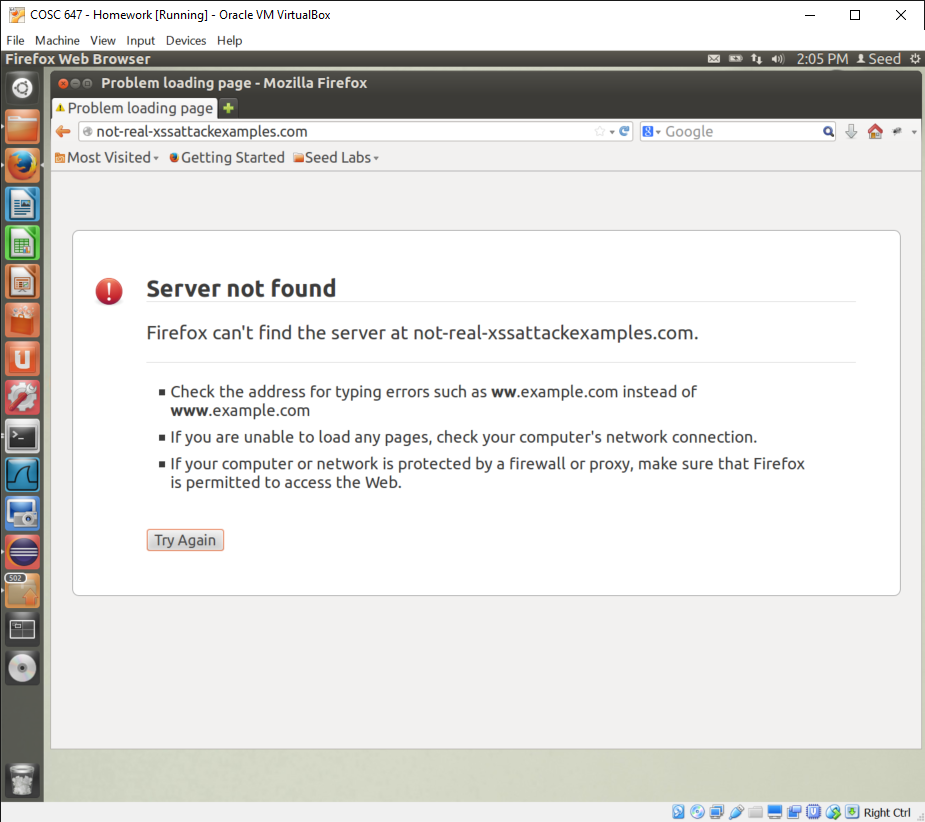 COSC 647 - Homework [Running] - Oracle VM VirtualBox
File Machine View Input Devices Help
Firefox Web Browser 2:05 PM Seed
Problem loading page - Mozilla Firefox
Problem loading page
not-real-xssattackexamples.com Google
Most Visited Getting Started Seed Labs
Server not found
Firefox can't find the server at not-real-xssattackexamples.com.
Check the address for typing errors such as ww.example.com instead of
www.example.com
If you are unable to load any pages, check your computer's network connection.
If your computer or network is protected by a firewall or proxy, make sure that Firefox
is permitted to access the Web.
Try Again
502
Right Ctrl